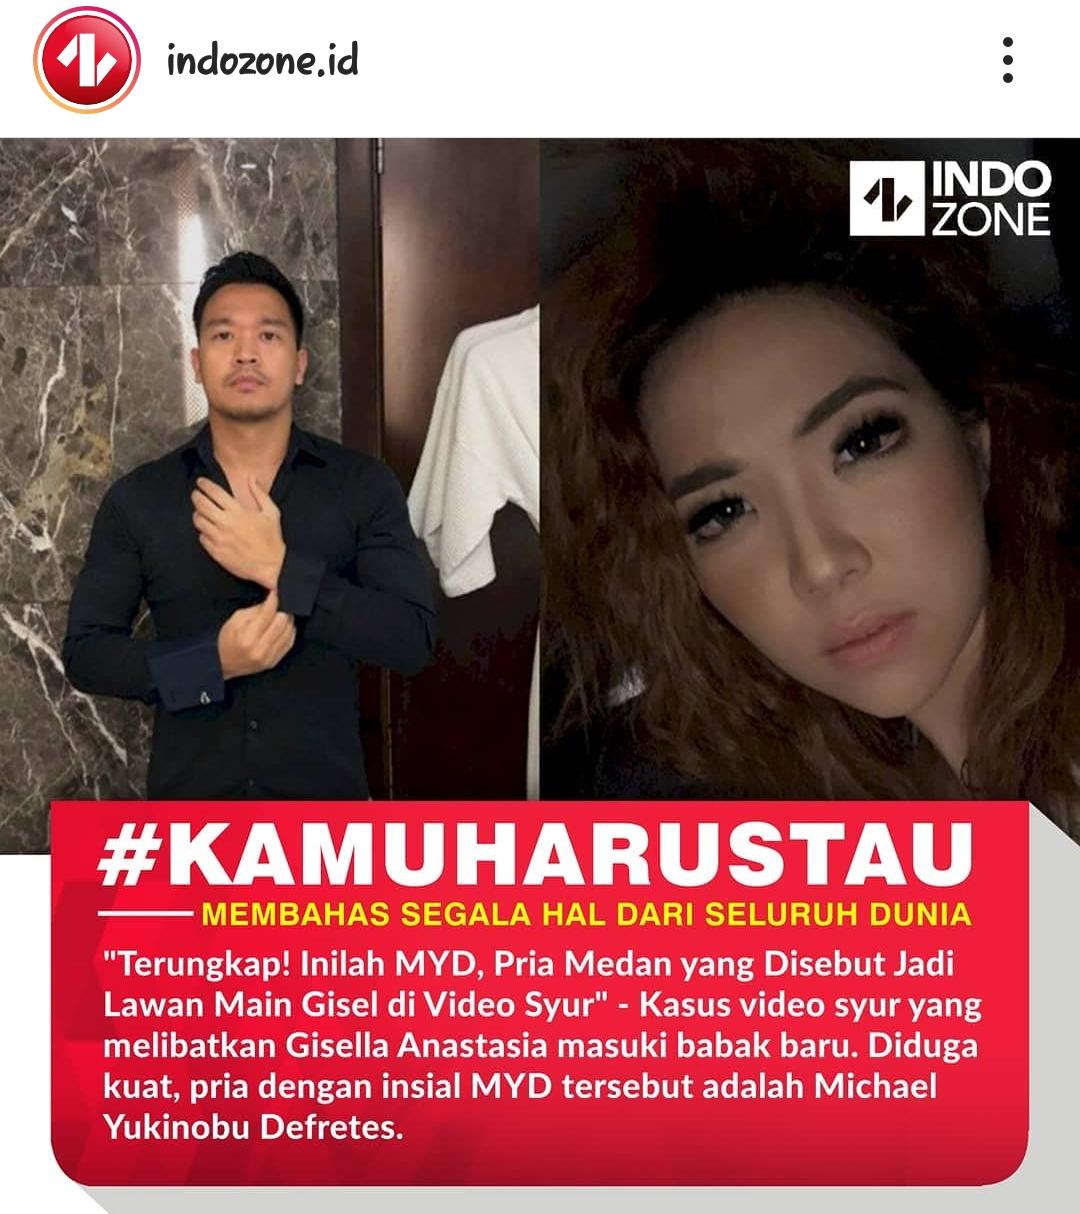 indozone.id
INDO
ZONE
#KAMUHARUSTAU
MEMBAHAS SEGALA HAL DARI SELURUH DUNIA
"Terungkap! Inilah MYD, Pria Medan yang Disebut Jadi
Lawan Main Gisel di Video Syur" - Kasus video syur yang
melibatkan Gisella Anastasia masuki babak baru. Diduga
kuat, pria dengan insial MYD tersebut adalah Michael
Yukinobu Defretes.